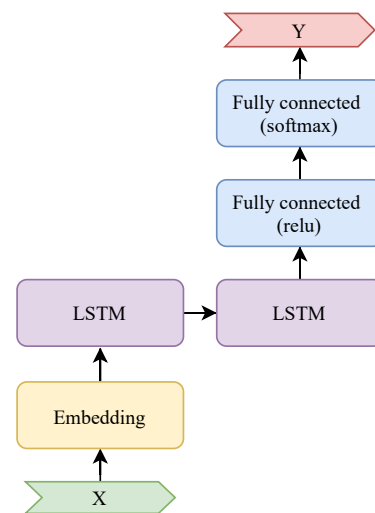 Y
Fully connected
(softmax)
Fully connected
(relu)
LSTM
LSTM
Embedding
X